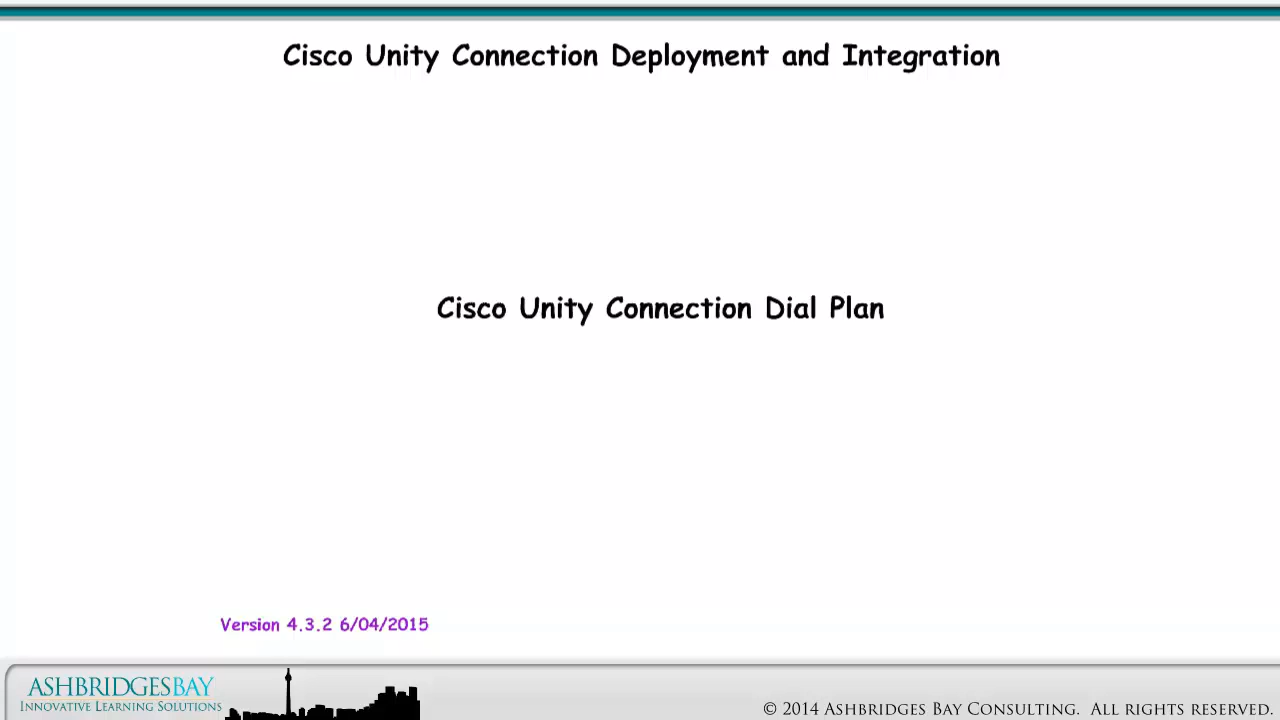 Cisco Unity Connection Deployment and Integration
Cisco Unity Connection Dial Plan
Version 4.3.2 6/04/2015
ASHBRIDGESBAY
INNOVATIVE LEARNING SOLUTIONS
© 2014 ASHBRIDGES BAY CONSULTING. ALL RIGHTS RESERVED.